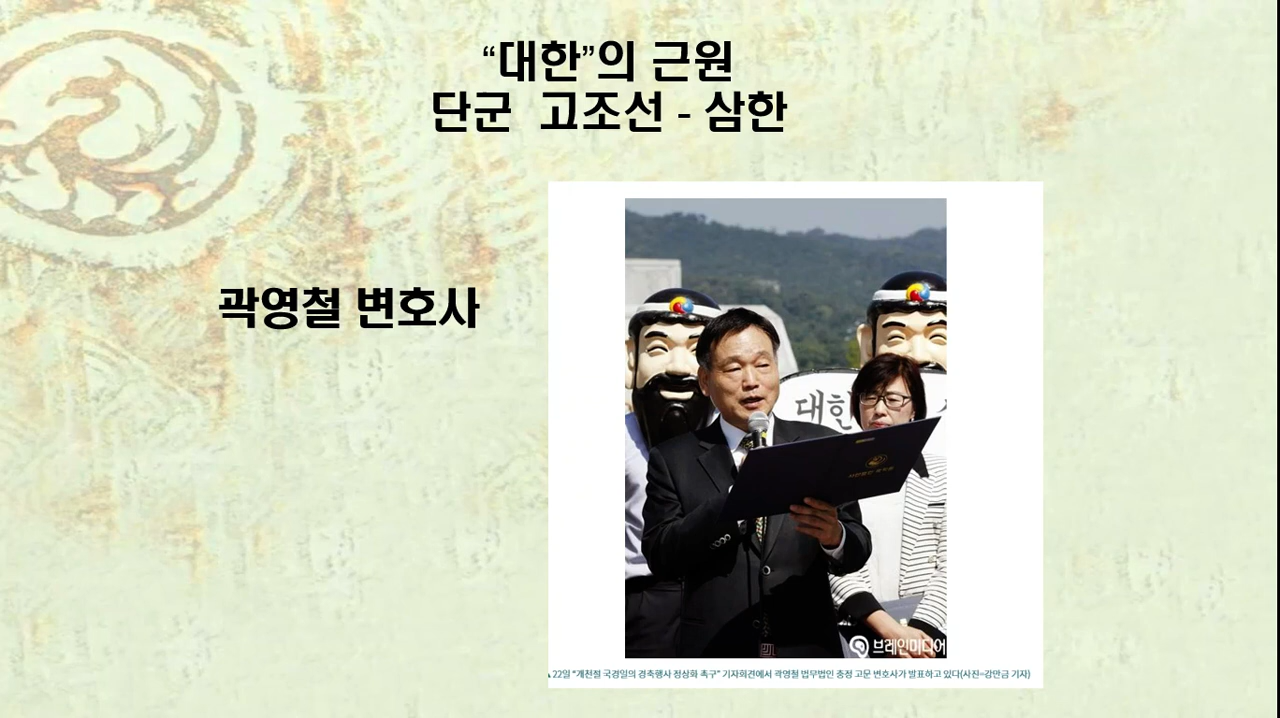 “대한”의 근원
단군 고조선 - 삼한
곽영철 변호사
대한
브레인미디어
22일 "개천절 국경일의 경축행사 정상화 촉구" 기자회견에서 곽영철 법무법인 충정 고문 변호사가 발표하고 있다(사진=강만금 기자)